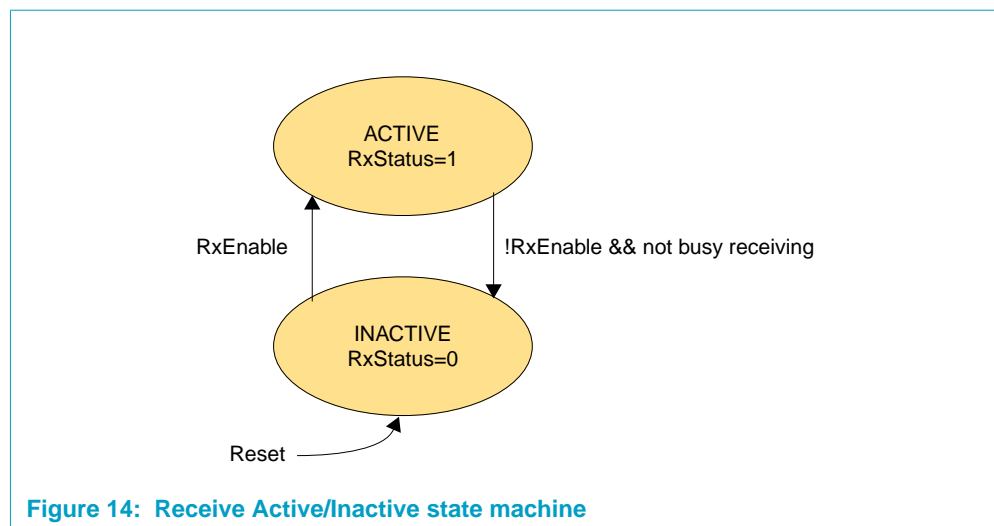 ACTIVE
RxStatus=1
RxEnable
!RxEnable && not busy receiving
INACTIVE
RxStatus=0
Reset
Figure 14: Receive Active/Inactive state machine